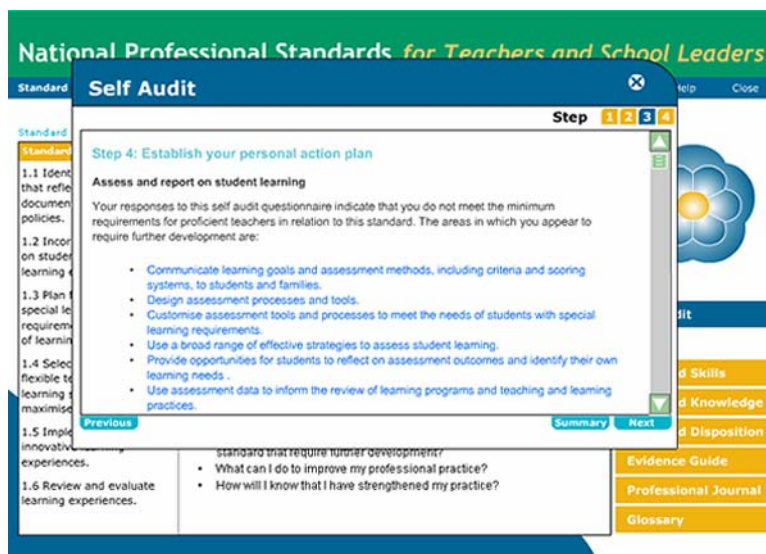 National Professional Standards for Teachers and School Leaders
Standard
Help Close
Self Audit
Step 1 2 3 4
Step 4: Establish your personal action plan
Assess and report on student learning
Your responses to this self audit questionnaire indicate that you do not meet the minimum
requirements for proficient teachers in relation to this standard. The areas in which you appear to
require further development are:
• Communicate learning goals and assessment methods, including criteria and scoring
systems, to students and families.
• Design assessment processes and tools.
• Customise assessment tools and processes to meet the needs of students with special
learning requirements.
• Use a broad range of effective strategies to assess student learning.
• Provide opportunities for students to reflect on assessment outcomes and identify their own
learning needs .
• Use assessment data to inform the review of learning programs and teaching and learning
practices.
Previous
Summary
Next
Standard
Standard
1.1 Ident
that refle
document
policies.
1.2 Incor
on studen
learning
1.3 Plan
special le
requirem
of learnin
1.4 Selec
flexible te
learning
maximise
1.5 Imple
innovative learning
experiences.
1.6 Review and evaluate
learning experiences.
standard that require further development?
• What can I do to improve my professional practice?
• How will I know that I have strengthened my practice?
dit
d Skills
d Knowledge
d Disposition
Evidence Guide
Professional Journal
Glossary